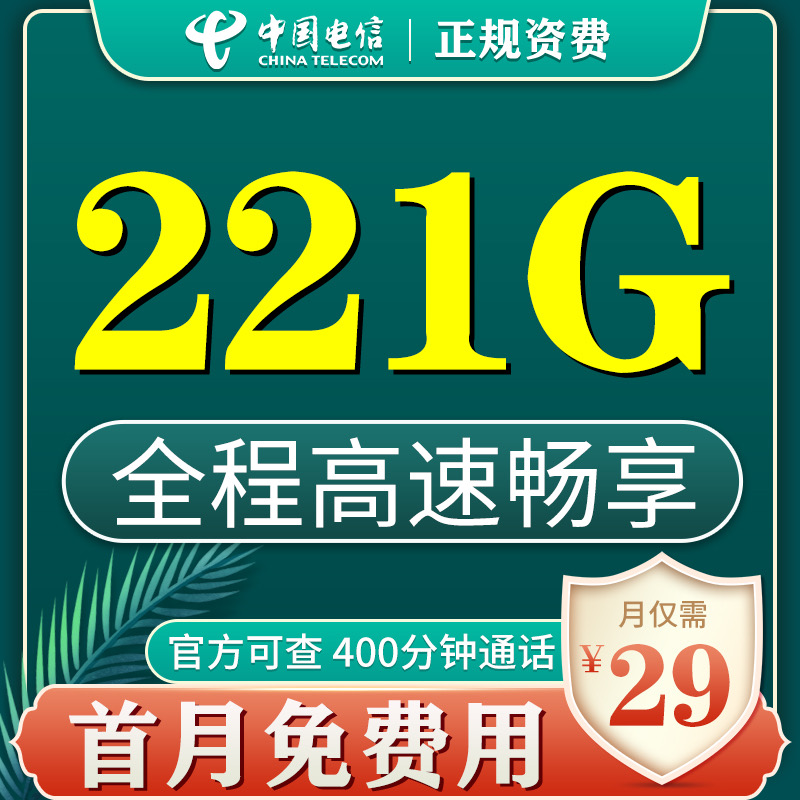 中国电信
CHINA TELECOM
正规资费
221G
全程高速畅享
官方可查 400分钟通话
月仅需
¥29
首月免费用